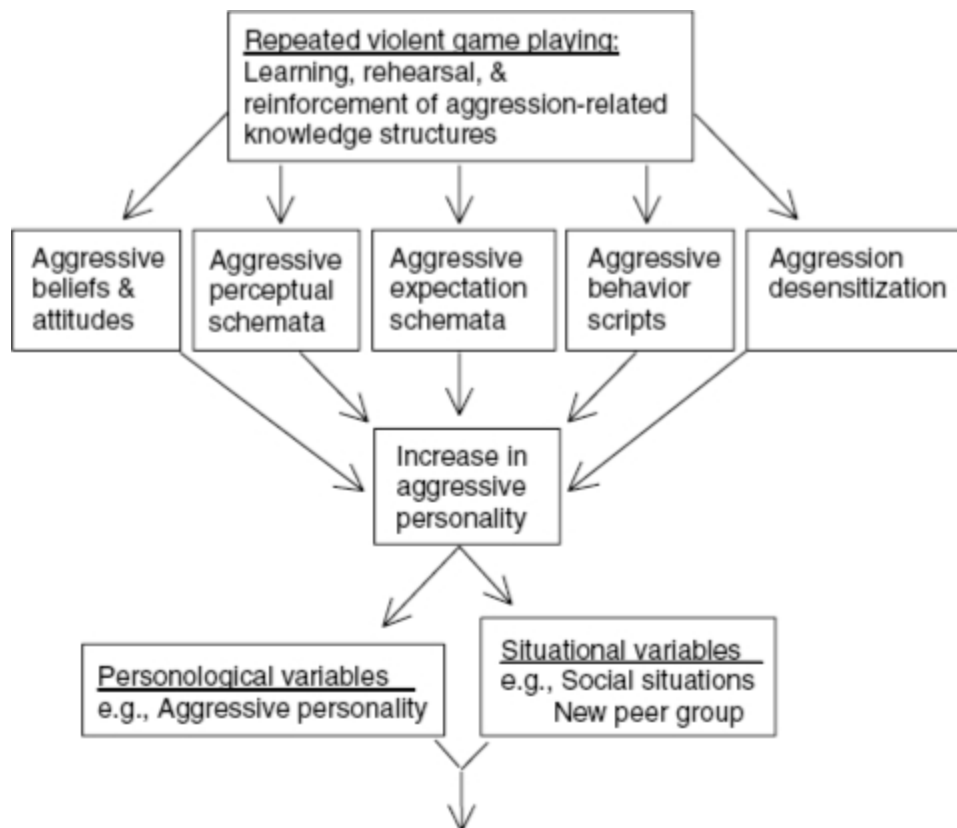 Repeated violent game playing:
Learning, rehearsal, &
reinforcement of aggression-related
knowledge structures
Aggressive
beliefs &
attitudes
Aggressive
perceptual
schemata
Aggressive
expectation
schemata
Aggressive
behavior
scripts
Aggression
desensitization
Increase in
aggressive
personality
Personological variables
e.g., Aggressive personality
Situational variables
e.g., Social situations
New peer group